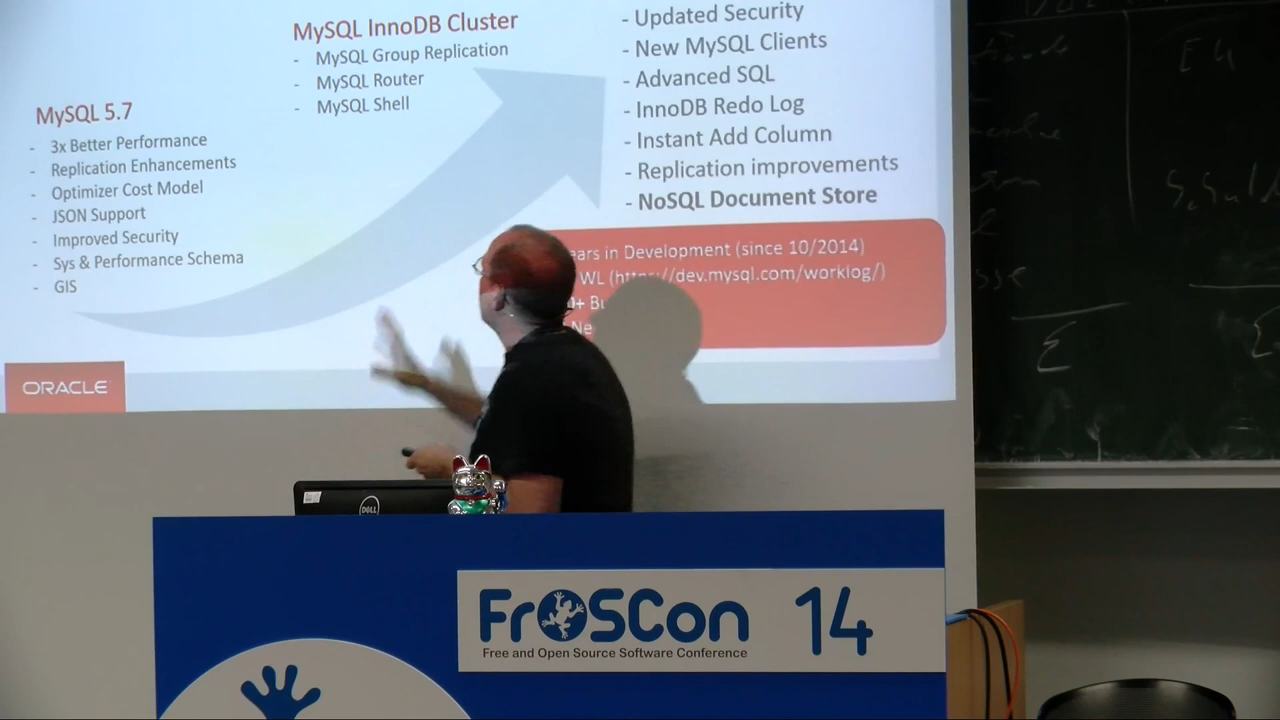 MySQL InnoDB Cluster
- MySQL Group Replication
- MySQL Router
- MySQL Shell
MySQL 5.7
- 3x Better Performance
- Replication Enhancements
- Optimizer Cost Model
- JSON Support
- Improved Security
- Sys & Performance Schema
- GIS
- Updated Security
- New MySQL Clients
- Advanced SQL
- InnoDB Redo Log
- Instant Add Column
- Replication improvements
- NoSQL Document Store
in Development (since 10/2014)
WL (https://dev.mysql.com/worklog/)
ORACLE
DELL
FrOSCon 14
Free and Open Source Software Conference